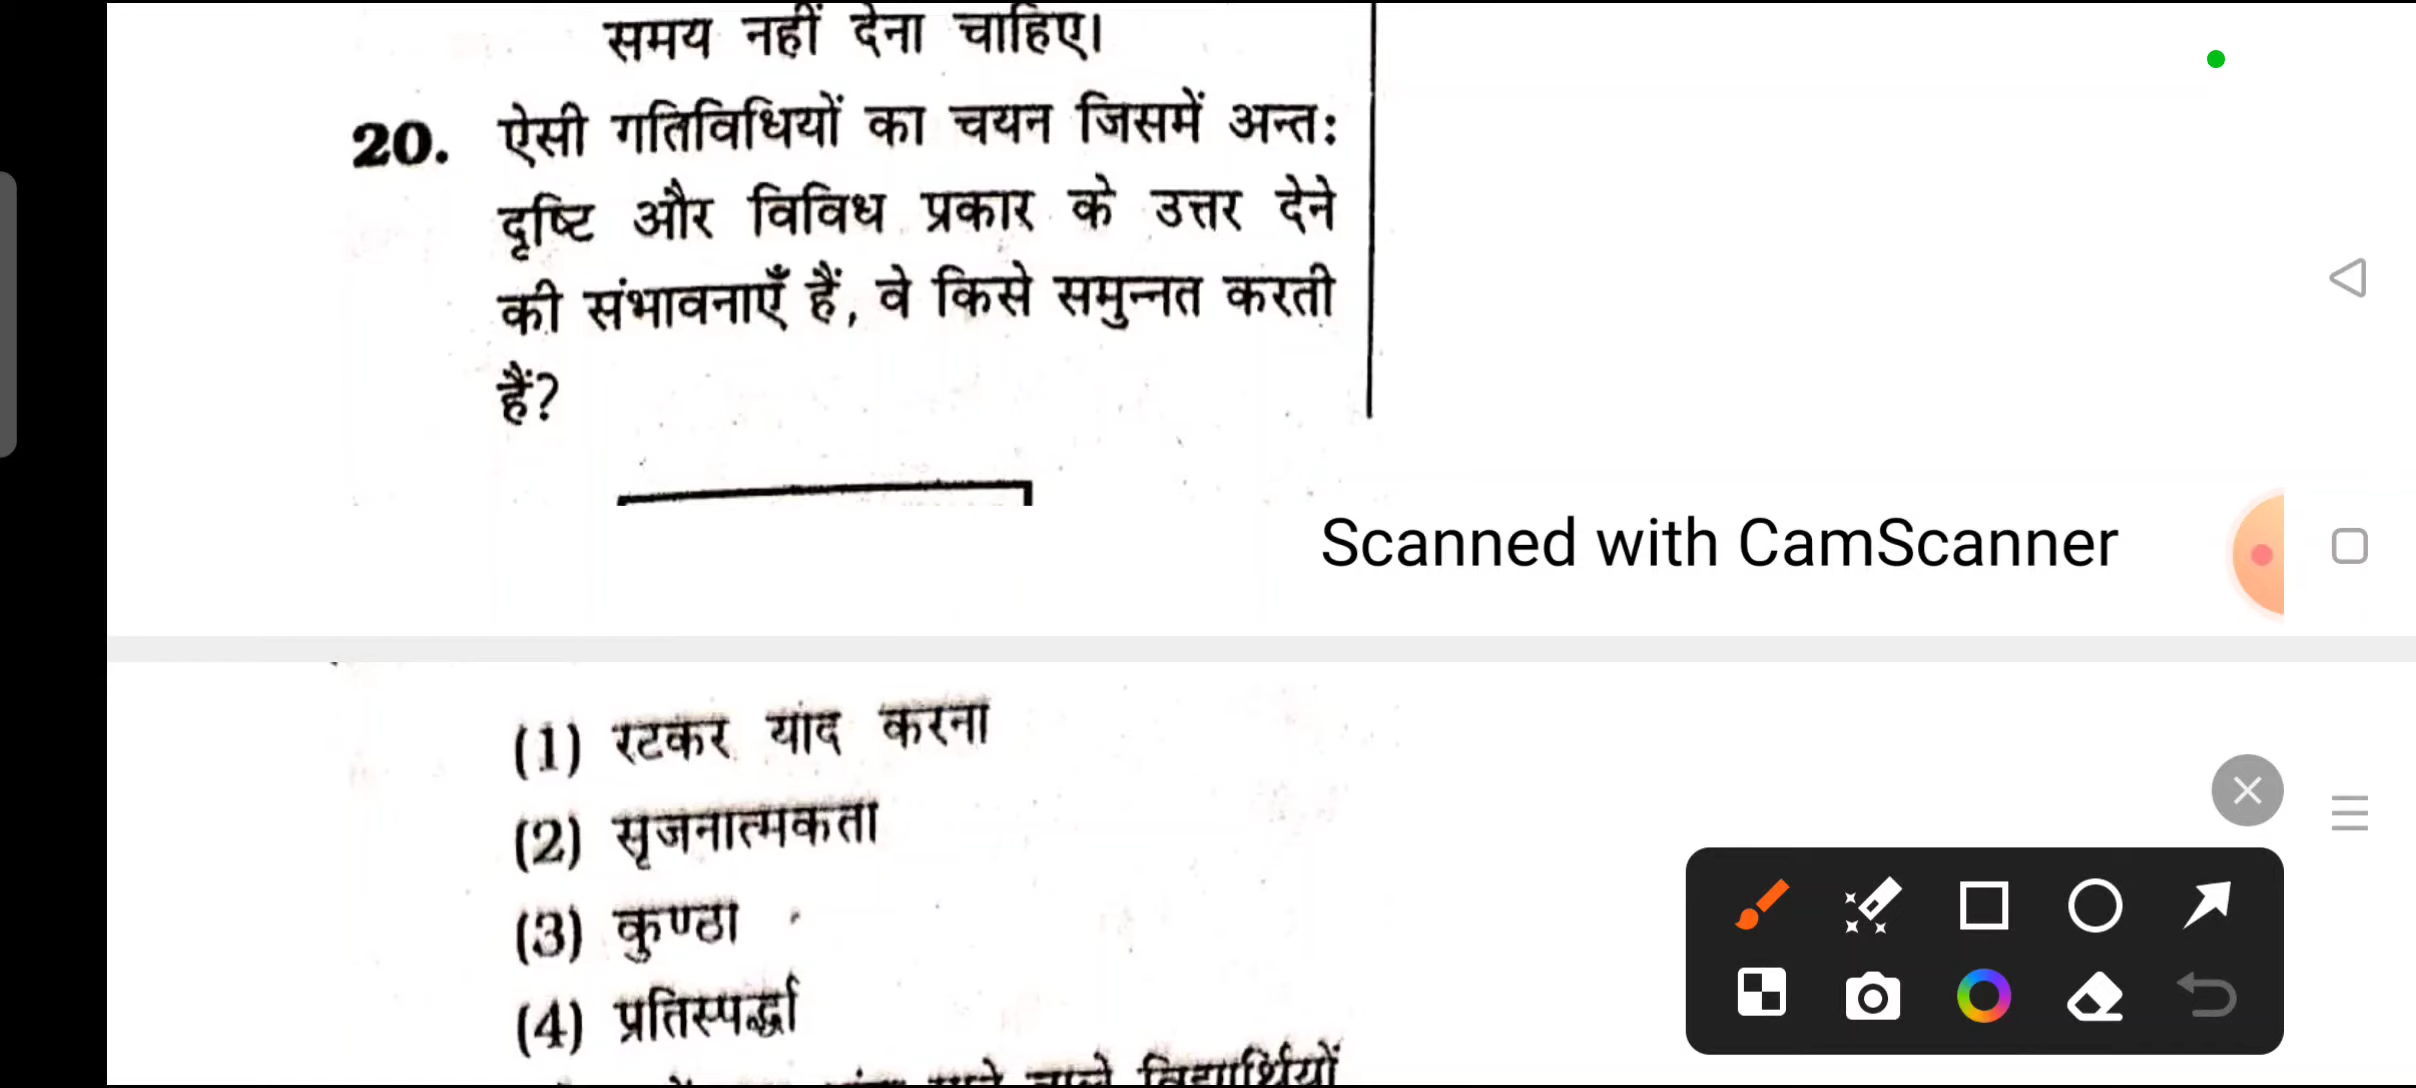 समय नहीं देना चाहिए।
20. ऐसी गतिविधियों का चयन जिसमें अन्तः
दृष्टि और विविध प्रकार के उत्तर देने
की संभावनाएँ हैं, वे किसे समुन्नत करती
हैं?
Scanned with CamScanner
(1) रटकर याद करना
(2) सृजनात्मकता
(3) कुण्ठा
(4) प्रतिस्पर्द्धा
विद्यार्थियों